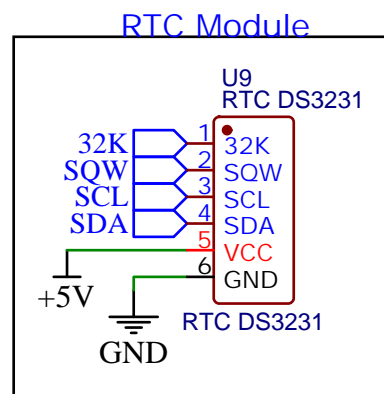 RTC Module
U9
RTC DS3231
32K 1 32K
SQW 2 SQW
SCL 3 SCL
SDA 4 SDA
5 VCC
6 GND
+5V
RTC DS3231
GND